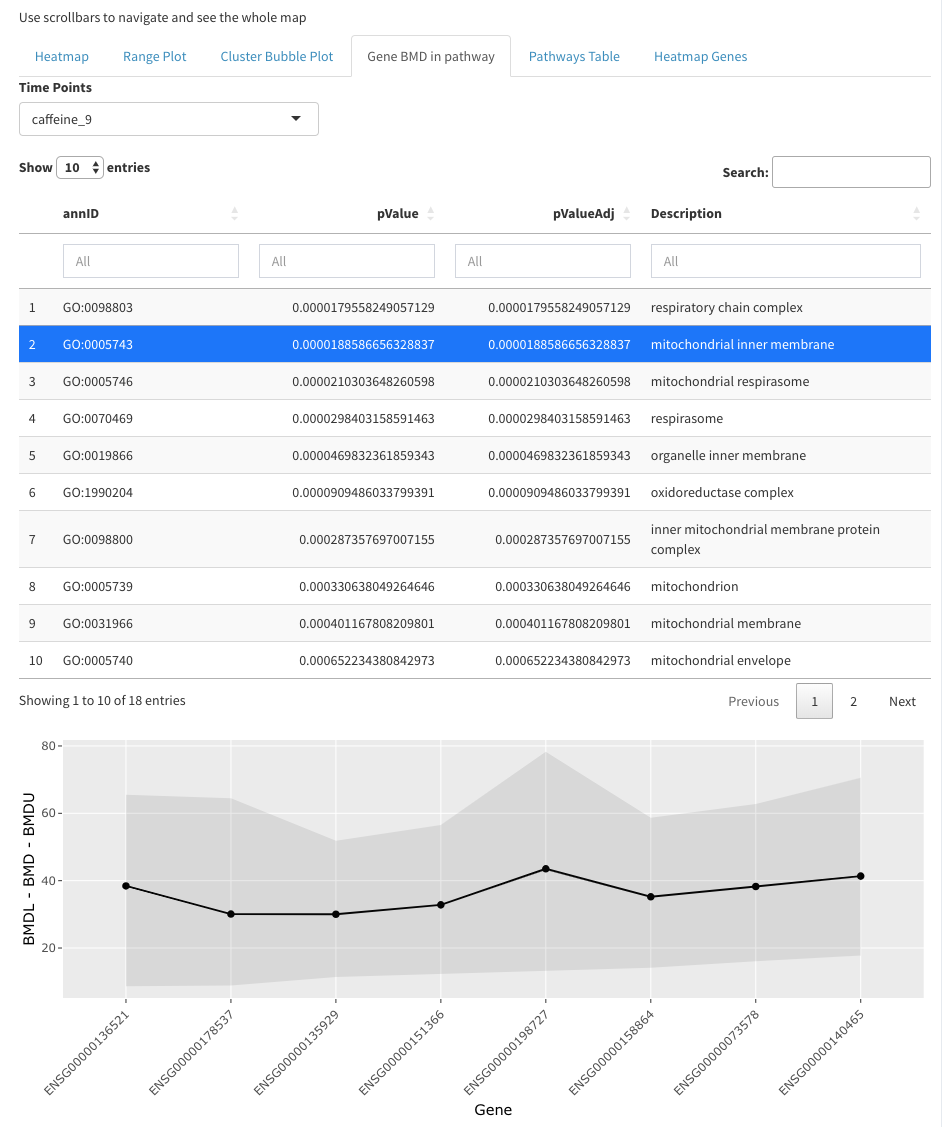 Use scrollbars to navigate and see the whole map
Heatmap Range Plot Cluster Bubble Plot Gene BMD in pathway Pathways Table Heatmap Genes
Time Points
caffeine_9
Show 10 entries
Search:
annID pValue pValueAdj Description
All All All All
1 GO:0098803 0.0000179558249057129 0.0000179558249057129 respiratory chain complex
2 GO:0005743 0.0000188586656328837 0.0000188586656328837 mitochondrial inner membrane
3 GO:0005746 0.0000210303648260598 0.0000210303648260598 mitochondrial respirasome
4 GO:0070469 0.0000298403158591463 0.0000298403158591463 respirasome
5 GO:0019866 0.0000469832361859343 0.0000469832361859343 organelle inner membrane
6 GO:1990204 0.0000909486033799391 0.0000909486033799391 oxidoreductase complex
7 GO:0098800 0.000287357697007155 0.000287357697007155 inner mitochondrial membrane protein
complex
8 GO:0005739 0.000330638049264646 0.000330638049264646 mitochondrion
9 GO:0031966 0.000401167808209801 0.000401167808209801 mitochondrial membrane
10 GO:0005740 0.000652234380842973 0.000652234380842973 mitochondrial envelope
Showing 1 to 10 of 18 entries
Previous 1 2 Next
BMDL - BMD - BMDU
80
60
40
20
ENSG00000136521
ENSG00000178537
ENSG00000135929
ENSG00000151366
ENSG00000198727
ENSG00000158864
ENSG00000073578
ENSG00000140465
Gene